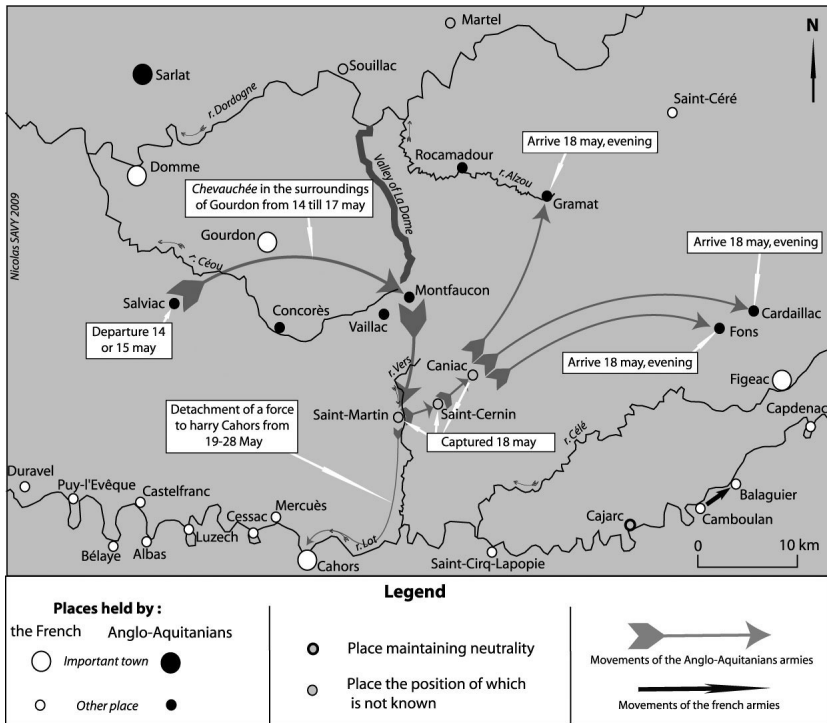 Martel
N
Souillac
Sarlat
Saint-Céré
r. Dordogne
Arrive 18 may, evening
Rocamadour
Domme
r. Alzou
Valley of La Dame
Gramat
Chevauchée in the surroundings
of Gourdon from 14 till 17 may
Nicolas SAVY 2009
Gourdon
Arrive 18 may, evening
r. Céou
Montfaucon
Salviac
Cardaillac
Concorès
Vaillac
Fons
Departure 14
or 15 may
Arrive 18 may, evening
r. Vers
Caniac
Figeac
Detachment of a force
to harry Cahors from
19-28 May
Saint-Martin
Saint-Cernin
Capdenac
Captured 18 may
r. Célé
Duravel
Puy-l'Evêque
Castelfranc
Balaguier
Mercuès
Cessac
Cajarc
Camboulan
Luzech
r. Lot
Bélaye
Albas
Saint-Cirq-Lapopie
0 10 km
Cahors
Legend
Places held by :
the French Anglo-Aquitanians
Important town
Other place
Place maintaining neutrality
Place the position of which
is not known
Movements of the Anglo-Aquitanians armies
Movements of the french armies